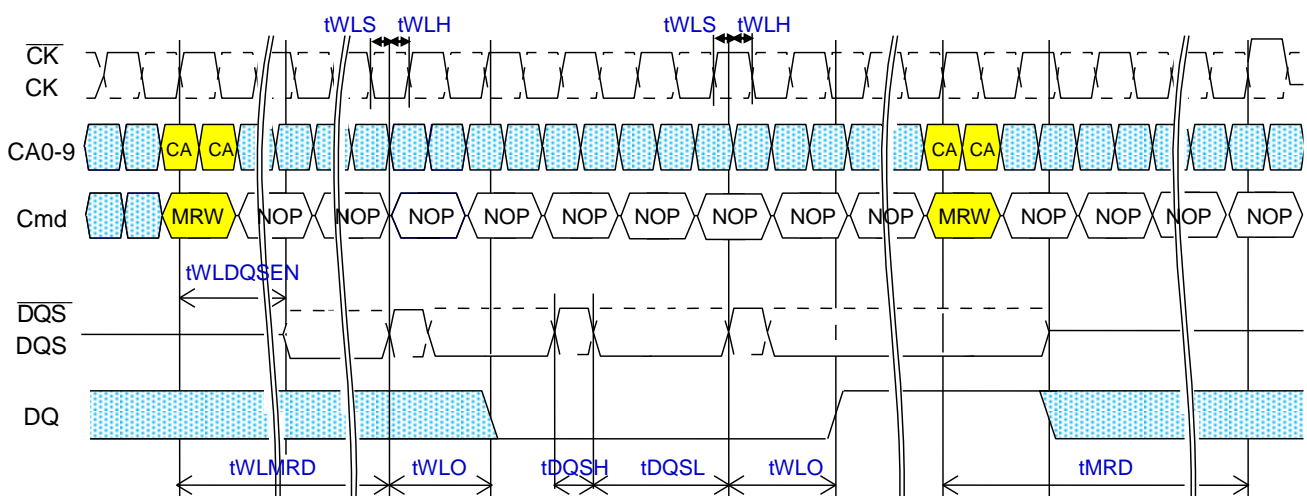 tWLS tWLH tWLS tWLH
CK
CK
CA0-9 CA CA CA CA
Cmd MRW NOP NOP NOP NOP NOP NOP NOP NOP NOP MRW NOP NOP NOP NOP
tWLDQSEN
DQS
DQS
DQ
tWLMRD tWLO tDQSH tDQSL tWLO tMRD